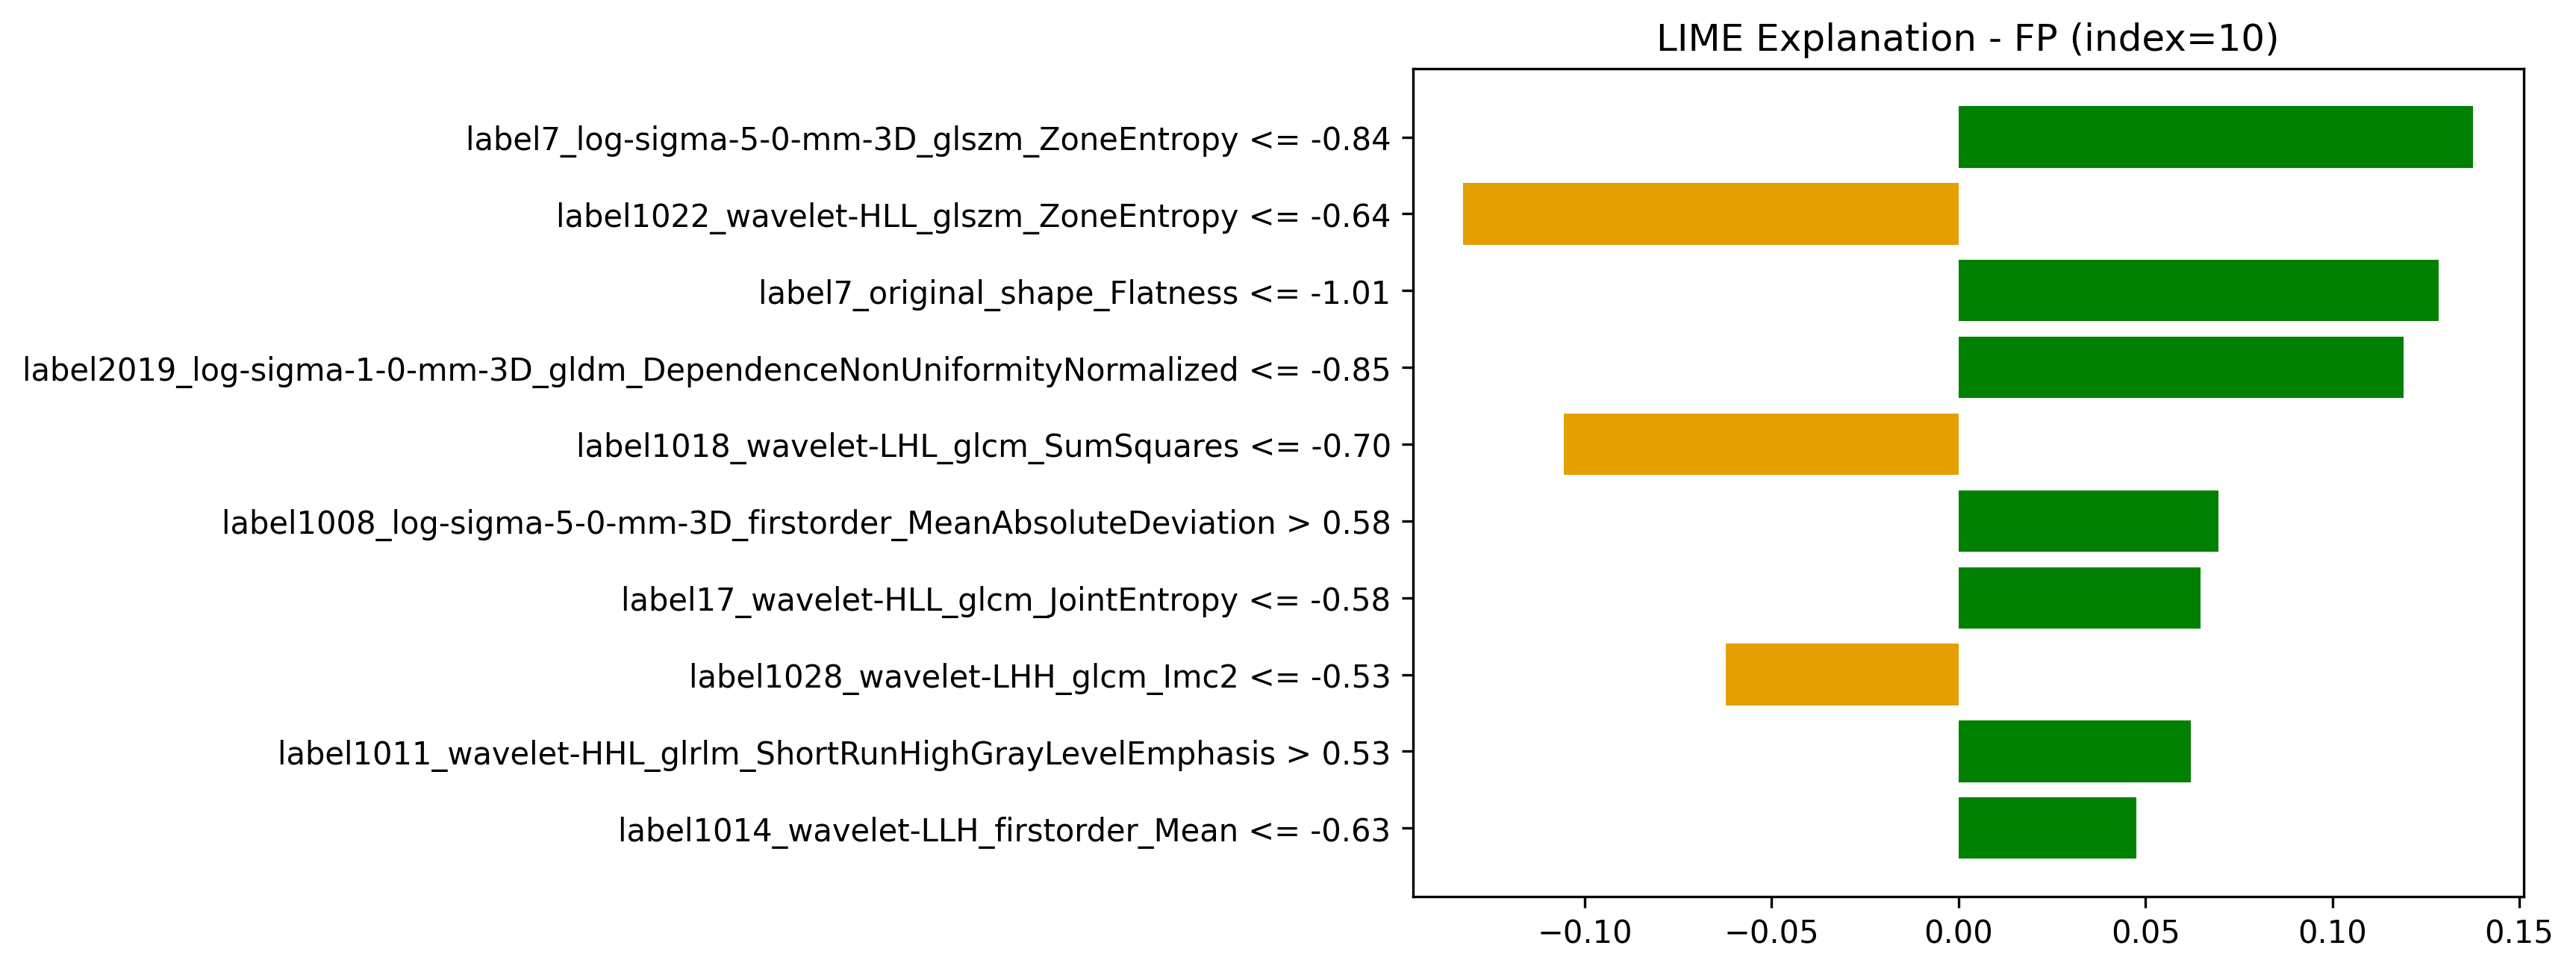 LIME Explanation - FP (index=10)
label7_log-sigma-5-0-mm-3D_glszm_ZoneEntropy <= -0.84
label1022_wavelet-HLL_glszm_ZoneEntropy <= -0.64
label7_original_shape_Flatness <= -1.01
label2019_log-sigma-1-0-mm-3D_gldm_DependenceNonUniformityNormalized <= -0.85
label1018_wavelet-LHL_glcm_SumSquares <= -0.70
label1008_log-sigma-5-0-mm-3D_firstorder_MeanAbsoluteDeviation > 0.58
label17_wavelet-HLL_glcm_JointEntropy <= -0.58
label1028_wavelet-LHH_glcm_Imc2 <= -0.53
label1011_wavelet-HHL_glrlm_ShortRunHighGrayLevelEmphasis > 0.53
label1014_wavelet-LLH_firstorder_Mean <= -0.63
−0.10 −0.05 0.00 0.05 0.10 0.15